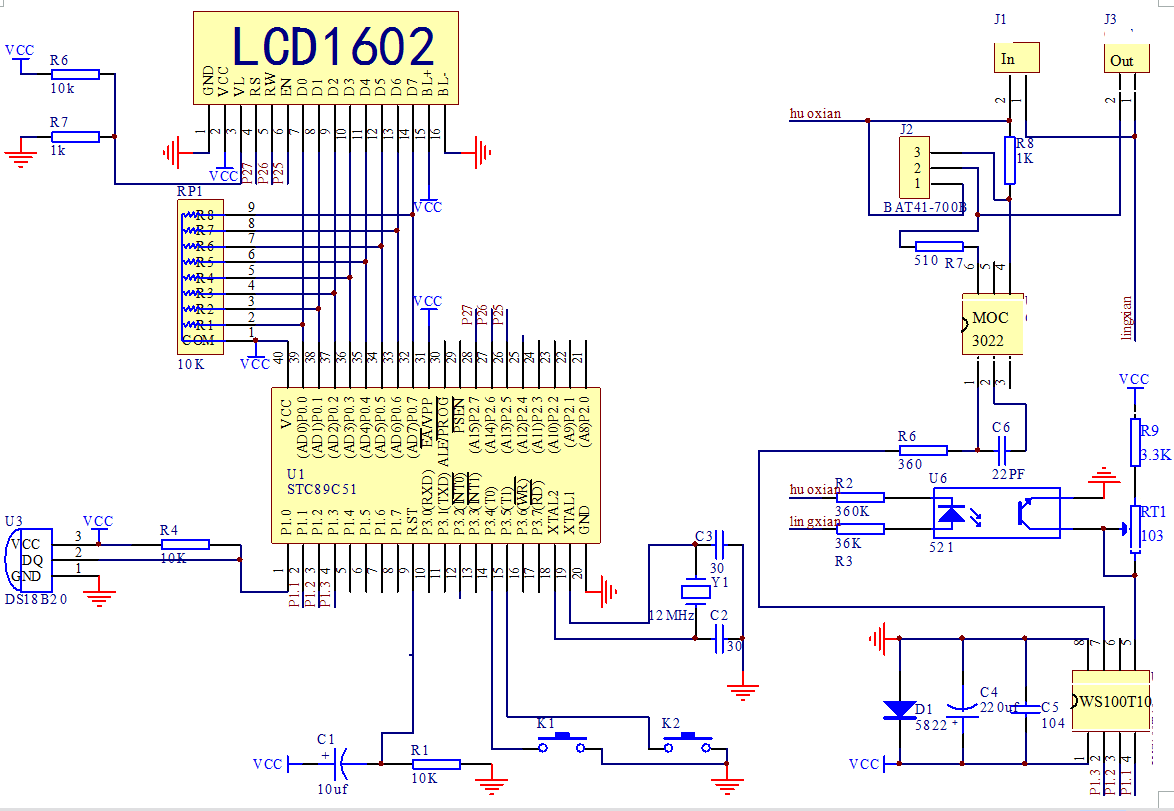 LCD1602
GND
VCC
VL
RS
RW
EN
D0
D1
D2
D3
D4
D5
D6
D7
BL+
BL-
1
2
3
4
5
6
7
8
9
10
11
12
13
14
15
16
VCC
R6
10k
R7
1k
VCC
P27
P26
P25
VCC
RP1
R8
R7
R6
R5
R4
R3
R2
R1
COM
9
8
7
6
5
4
3
2
1
10K
VCC
VCC
P27
P26
P25
40
39
38
37
36
35
34
33
32
31
30
29
28
27
26
25
24
23
22
21
VCC
(AD0)P0.0
(AD1)P0.1
(AD2)P0.2
(AD3)P0.3
(AD4)P0.4
(AD5)P0.5
(AD6)P0.6
(AD7)P0.7
EA/VPP
ALE/PROG
PSEN
(A15)P2.7
(A14)P2.6
(A13)P2.5
(A12)P2.4
(A11)P2.3
(A10)P2.2
(A9)P2.1
(A8)P2.0
U1
STC89C51
P1.0
P1.1
P1.2
P1.3
P1.4
P1.5
P1.6
P1.7
RST
P3.0(RXD)
P3.1(TXD)
P3.2(INT0)
P3.3(INT1)
P3.4(T0)
P3.5(T1)
P3.6(WR)
P3.7(RD)
XTAL2
XTAL1
GND
1
2
3
4
5
6
7
8
9
10
11
12
13
14
15
16
17
18
19
20
P1.1
P1.2
P1.3
U3
VCC
DQ
GND
3
2
1
DS18B20
VCC
R4
10K
C3
30
Y1
12MHz
C2
30
VCC
C1
+
10uf
R1
10K
K1
K2
J1
In
2
1
J3
Out
2
1
huoxian
J2
3
2
1
BAT41-700B
R8
1K
510
R7
6
5
4
MOC
3022
1
2
3
lingxian
VCC
R9
3.3K
C6
22PF
R6
360
huoxian
R2
360K
lingxian
36K
R3
U6
521
RT1
103
D1
5822
C4
220uf
+
C5
104
VCC
8
7
6
5
WS100T10
1
2
3
4
P1.3
P1.2
P1.1